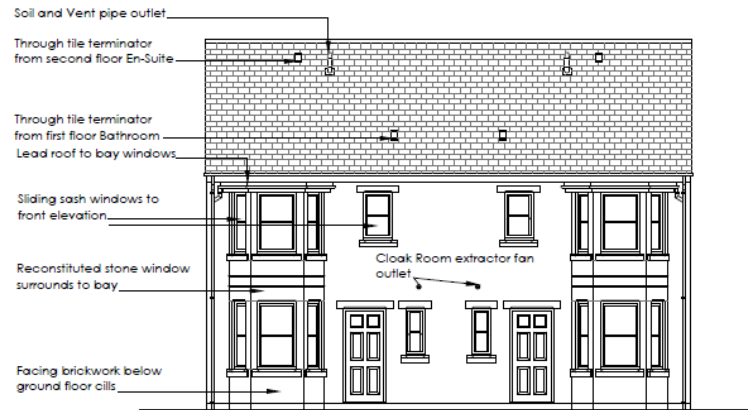 Soil and Vent pipe outlet
Through tile terminator
from second floor En-Suite
Through tile terminator
from first floor Bathroom
Lead roof to bay windows
Sliding sash windows to
front elevation
Cloak Room extractor fan
outlet
Reconstituted stone window
surrounds to bay
Facing brickwork below
ground floor cills